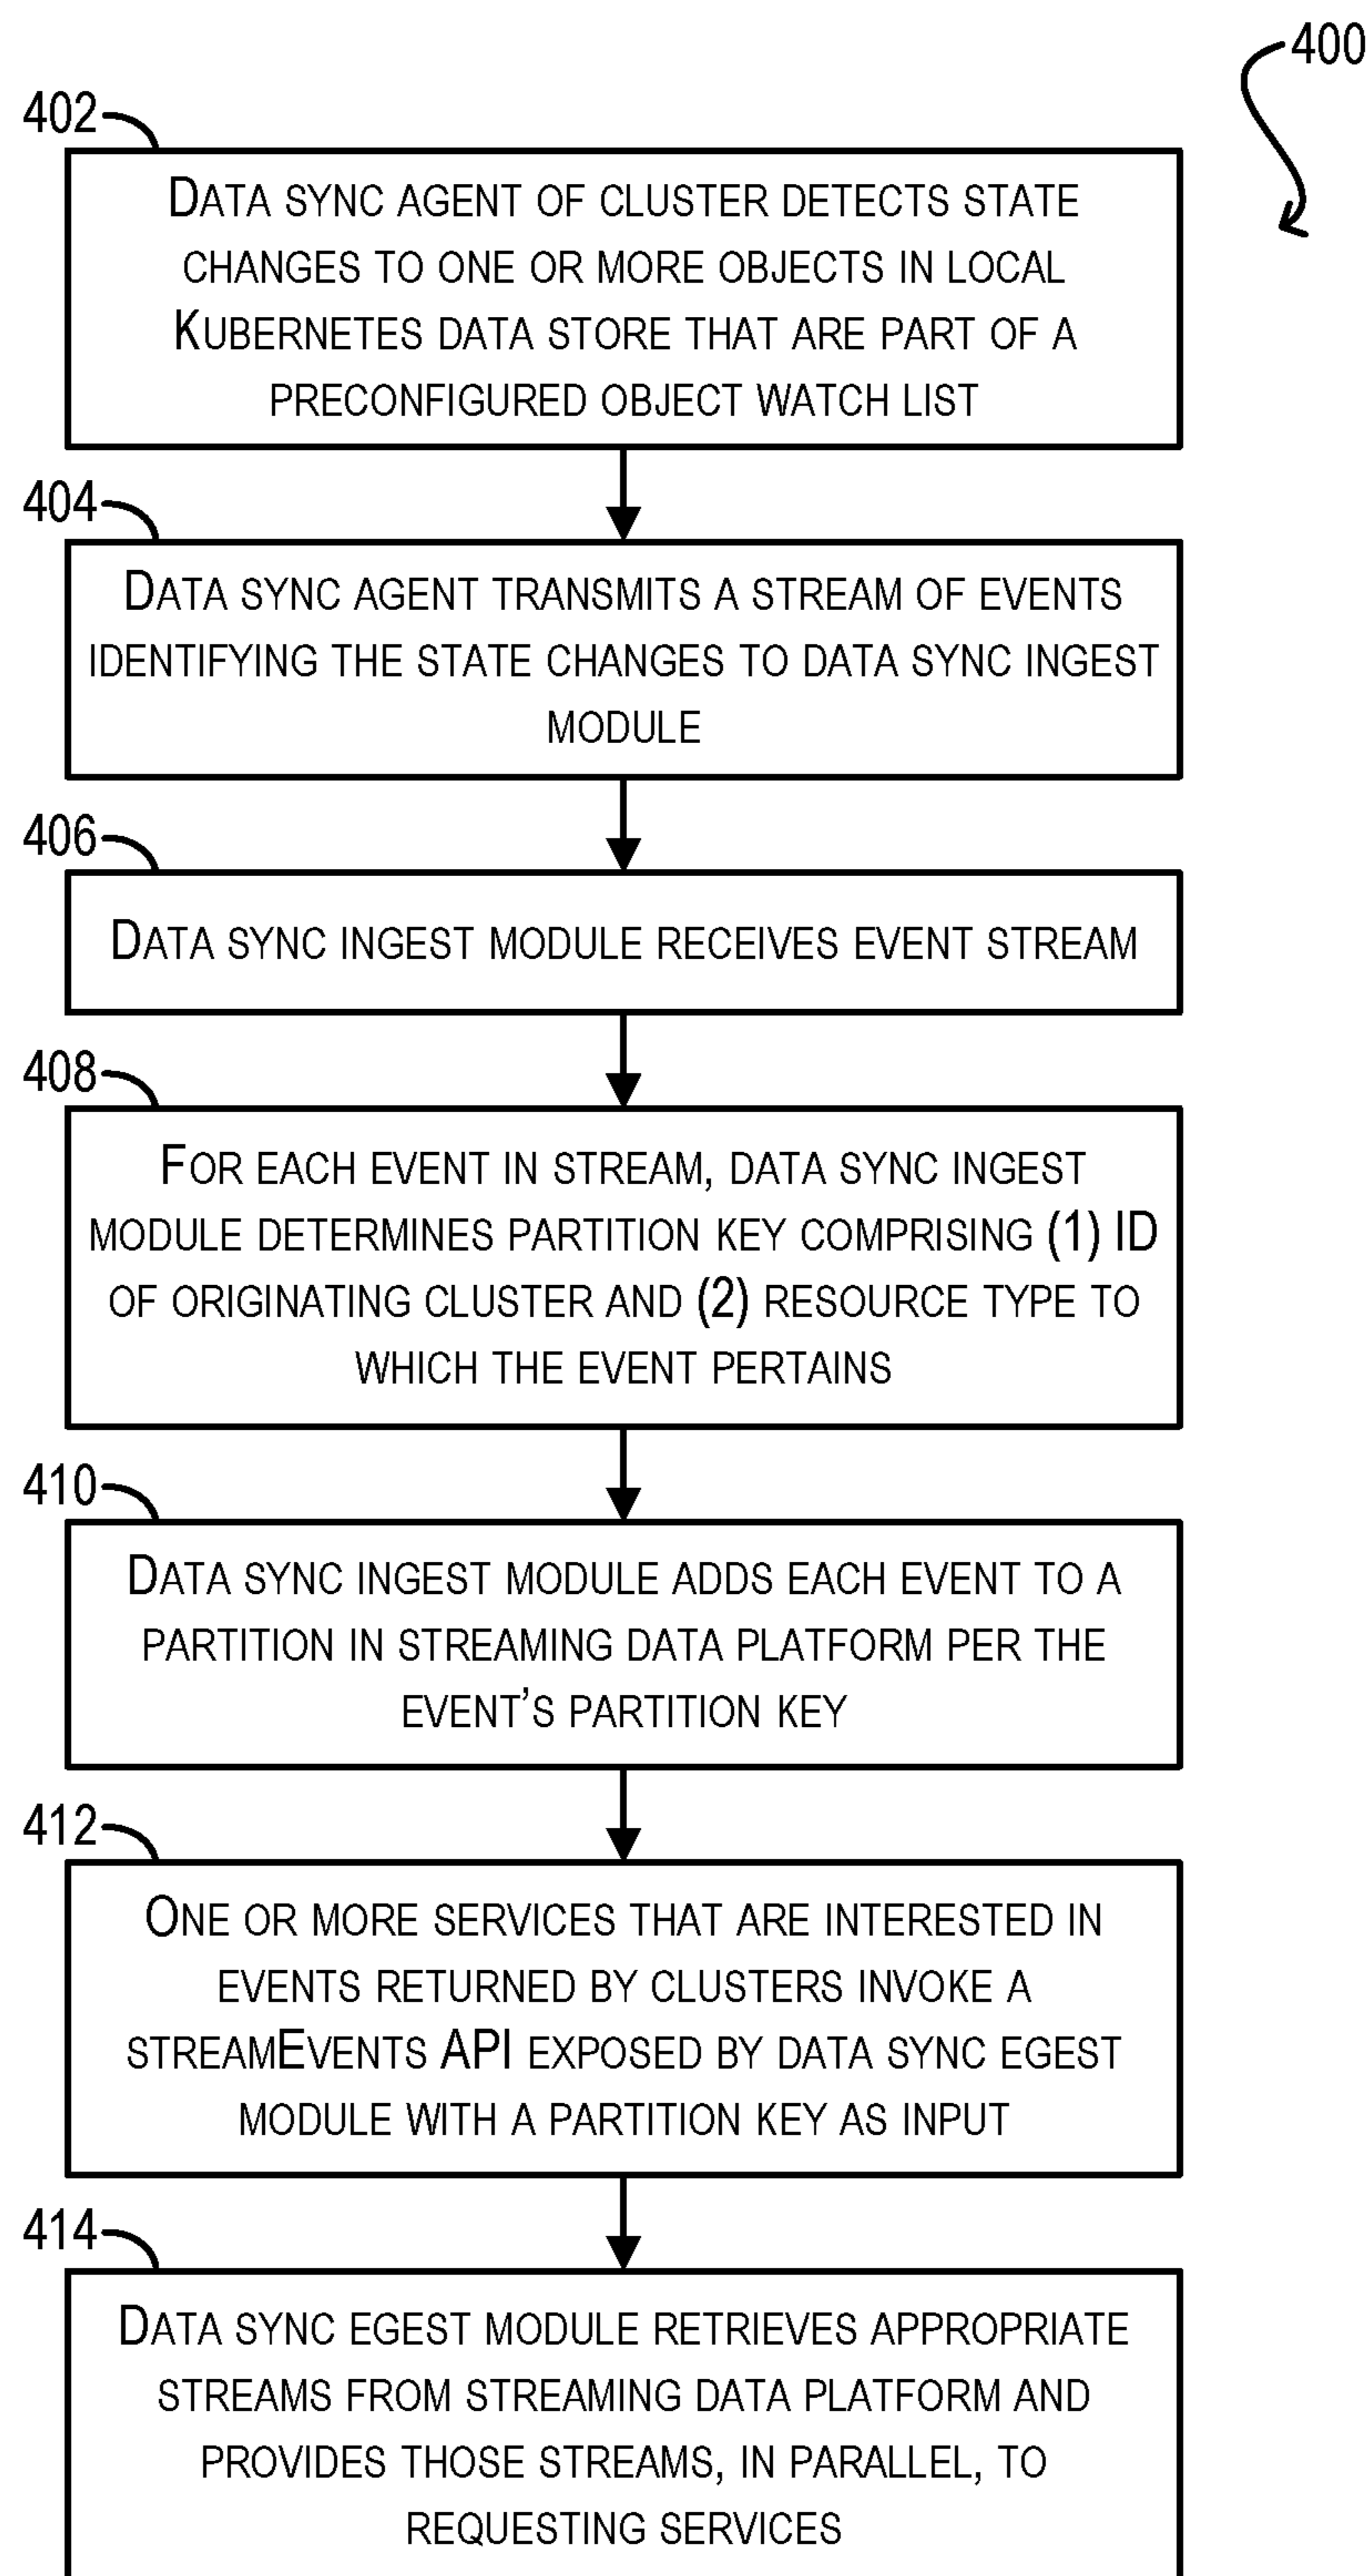 400
402
DATA SYNC AGENT OF CLUSTER DETECTS STATE
CHANGES TO ONE OR MORE OBJECTS IN LOCAL
KUBERNETES DATA STORE THAT ARE PART OF A
PRECONFIGURED OBJECT WATCH LIST
404
DATA SYNC AGENT TRANSMITS A STREAM OF EVENTS
IDENTIFYING THE STATE CHANGES TO DATA SYNC INGEST
MODULE
406
DATA SYNC INGEST MODULE RECEIVES EVENT STREAM
408
FOR EACH EVENT IN STREAM, DATA SYNC INGEST
MODULE DETERMINES PARTITION KEY COMPRISING (1) ID
OF ORIGINATING CLUSTER AND (2) RESOURCE TYPE TO
WHICH THE EVENT PERTAINS
410
DATA SYNC INGEST MODULE ADDS EACH EVENT TO A
PARTITION IN STREAMING DATA PLATFORM PER THE
EVENT'S PARTITION KEY
412
ONE OR MORE SERVICES THAT ARE INTERESTED IN
EVENTS RETURNED BY CLUSTERS INVOKE A
STREAMEVENTS API EXPOSED BY DATA SYNC EGEST
MODULE WITH A PARTITION KEY AS INPUT
414
DATA SYNC EGEST MODULE RETRIEVES APPROPRIATE
STREAMS FROM STREAMING DATA PLATFORM AND
PROVIDES THOSE STREAMS, IN PARALLEL, TO
REQUESTING SERVICES